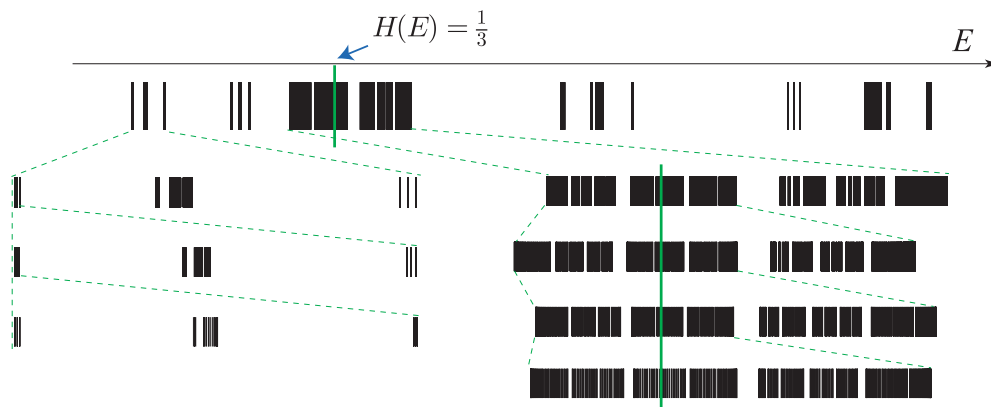 H(E) = 1/3
E